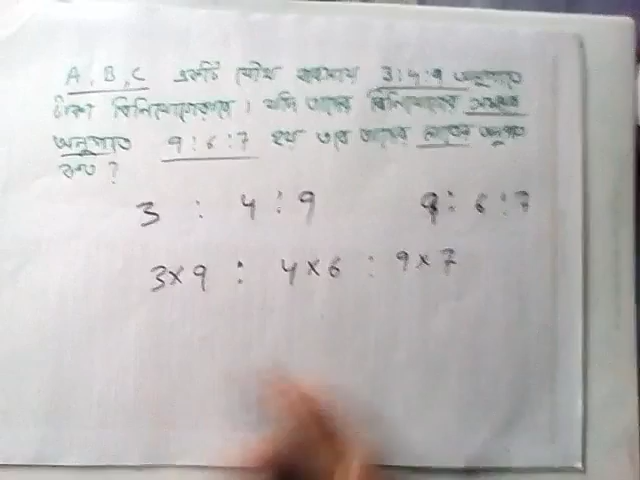 A, B, C একটি যৌথ ব্যবসায় 3:4:9 অনুপাতে
টাকা বিনিয়োগ করে। যদি তাদের বিনিয়োগের সময়ের
অনুপাত 9:6:7 হয় তবে তাদের লাভের অনুপাত
কত ?
3 : 4 : 9 9 : 6 : 7
3×9 : 4×6 : 9×7